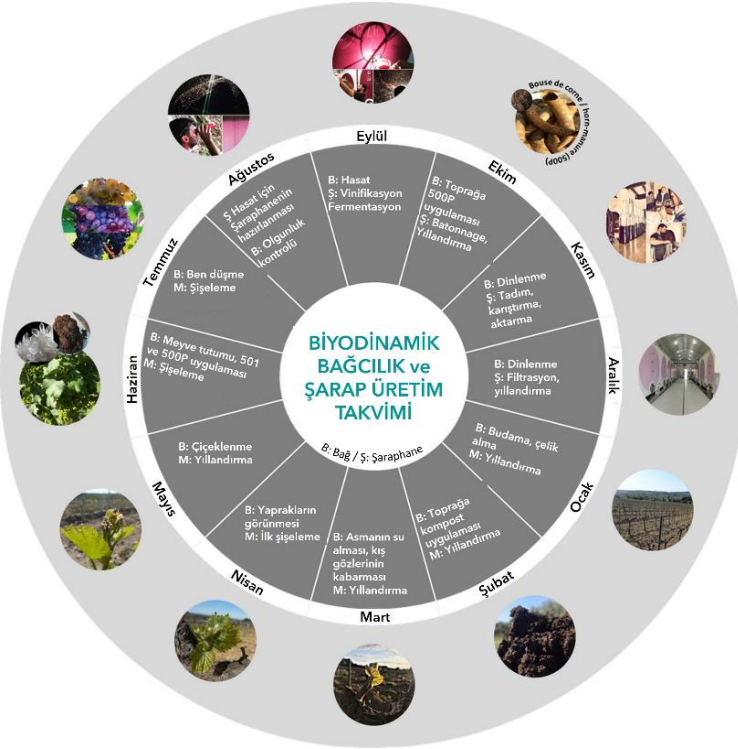 BİYODİNAMİK
BAĞCILIK ve
ŞARAP ÜRETİM
TAKVİMİ
B: Bağ / Ş: Şaraphane
Eylül
B: Hasat
Ş: Vinifikasyon
Fermentasyon
Ekim
B: Toprağa
500P
uygulaması
Ş: Batonnage,
Yıllandırma
Bouse de corne / horn-manure (500P)
Kasım
B: Dinlenme
Ş: Tadım,
karıştırma,
aktarma
Aralık
B: Dinlenme
Ş: Filtrasyon,
yıllandırma
Ocak
B: Budama, çelik
alma
M: Yıllandırma
Şubat
B: Toprağa
kompost
uygulaması
M: Yıllandırma
Mart
B: Asmanın su
alması, kış
gözlerinin
kabarması
M: Yıllandırma
Nisan
B: Yaprakların
görünmesi
M: İlk şişeleme
Mayıs
B: Çiçeklenme
M: Yıllandırma
Haziran
B: Meyve tutumu, 501
ve 500P uygulaması
M: Şişeleme
Temmuz
B: Ben düşme
M: Şişeleme
Ağustos
Ş Hasat için
Şaraphanenin
hazırlanması
B: Olgunluk
kontrolü